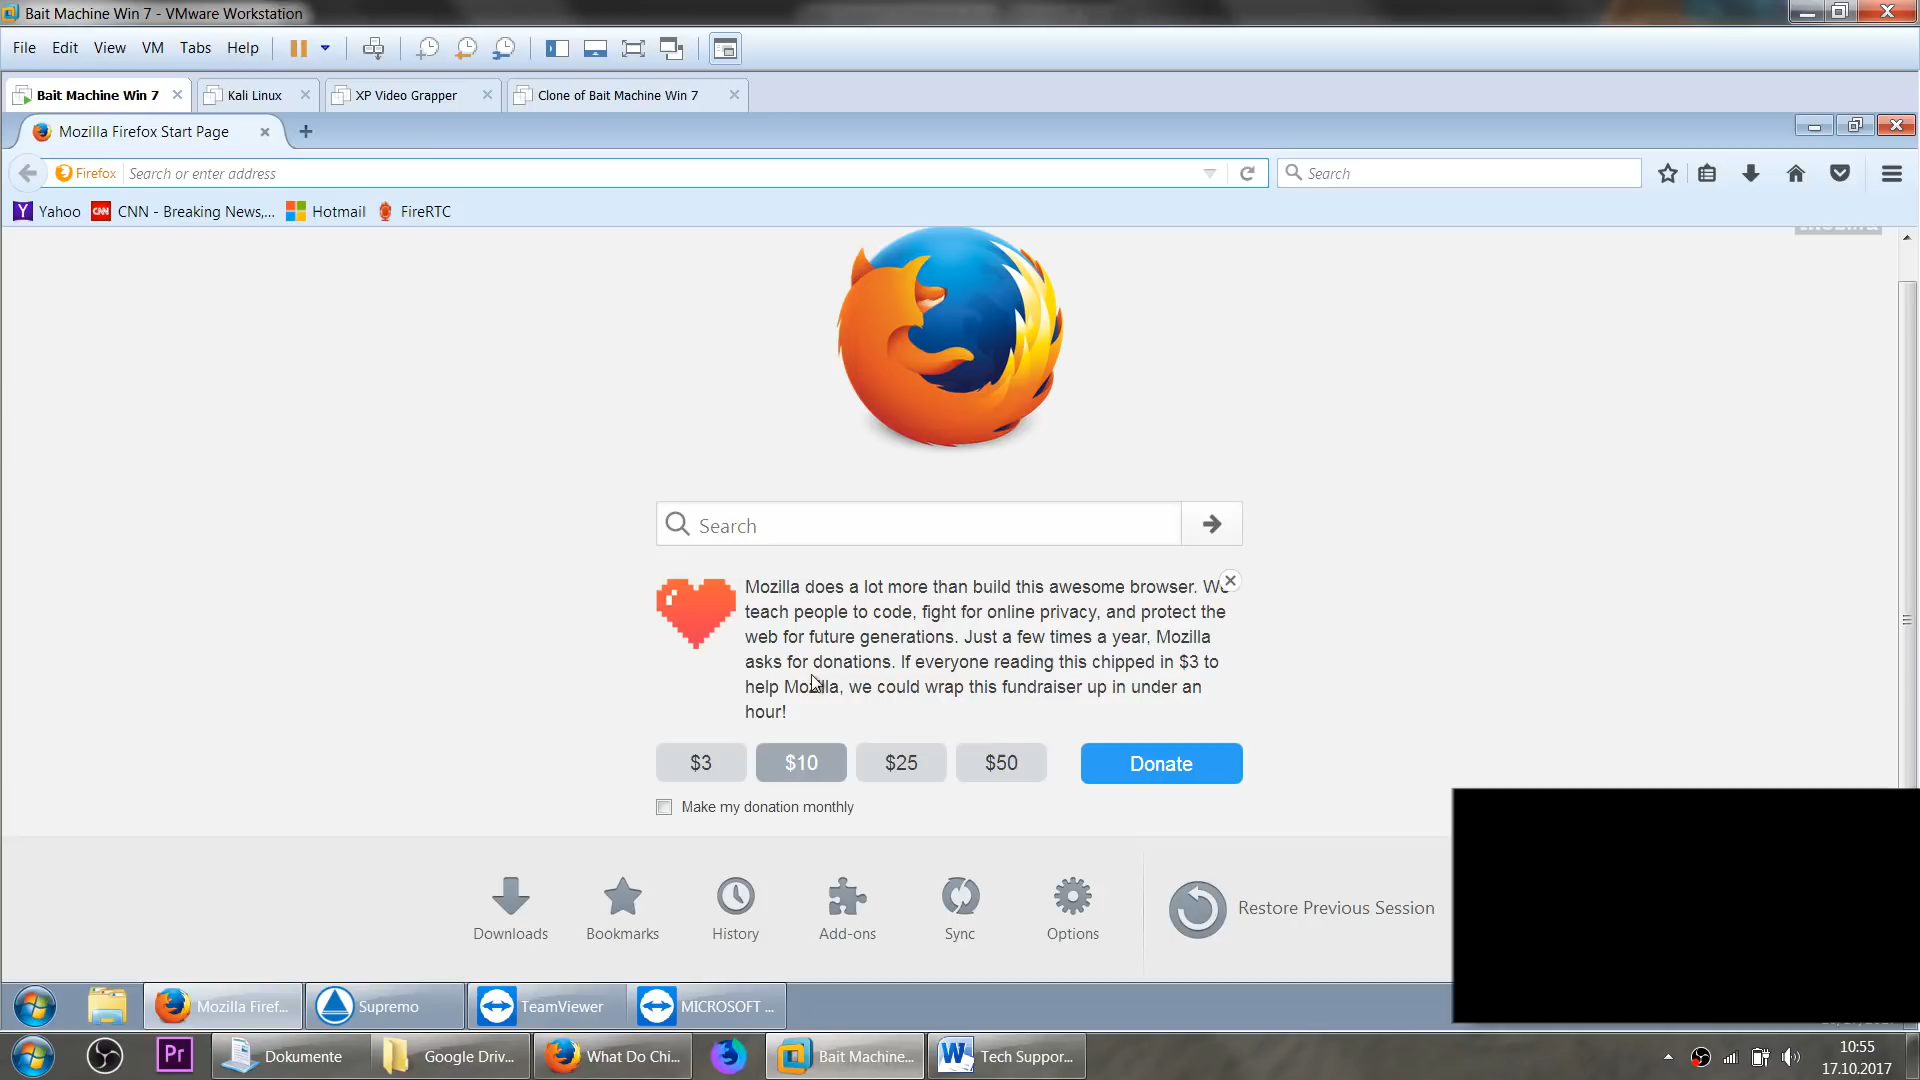 Bait Machine Win 7 - VMware Workstation
File Edit View VM Tabs Help
Bait Machine Win 7 Kali Linux XP Video Grapper Clone of Bait Machine Win 7
Mozilla Firefox Start Page
Firefox Search or enter address Search
Yahoo CNN - Breaking News,... Hotmail FireRTC
Search
Mozilla does a lot more than build this awesome browser. We
teach people to code, fight for online privacy, and protect the
web for future generations. Just a few times a year, Mozilla
asks for donations. If everyone reading this chipped in $3 to
help Mozilla, we could wrap this fundraiser up in under an
hour!
$3 $10 $25 $50 Donate
Make my donation monthly
Downloads Bookmarks History Add-ons Sync Options Restore Previous Session
Mozilla Firef... Supremo TeamViewer MICROSOFT ...
Pr Dokumente Google Driv... What Do Chi... Bait Machine... Tech Suppor...
10:55
17.10.2017